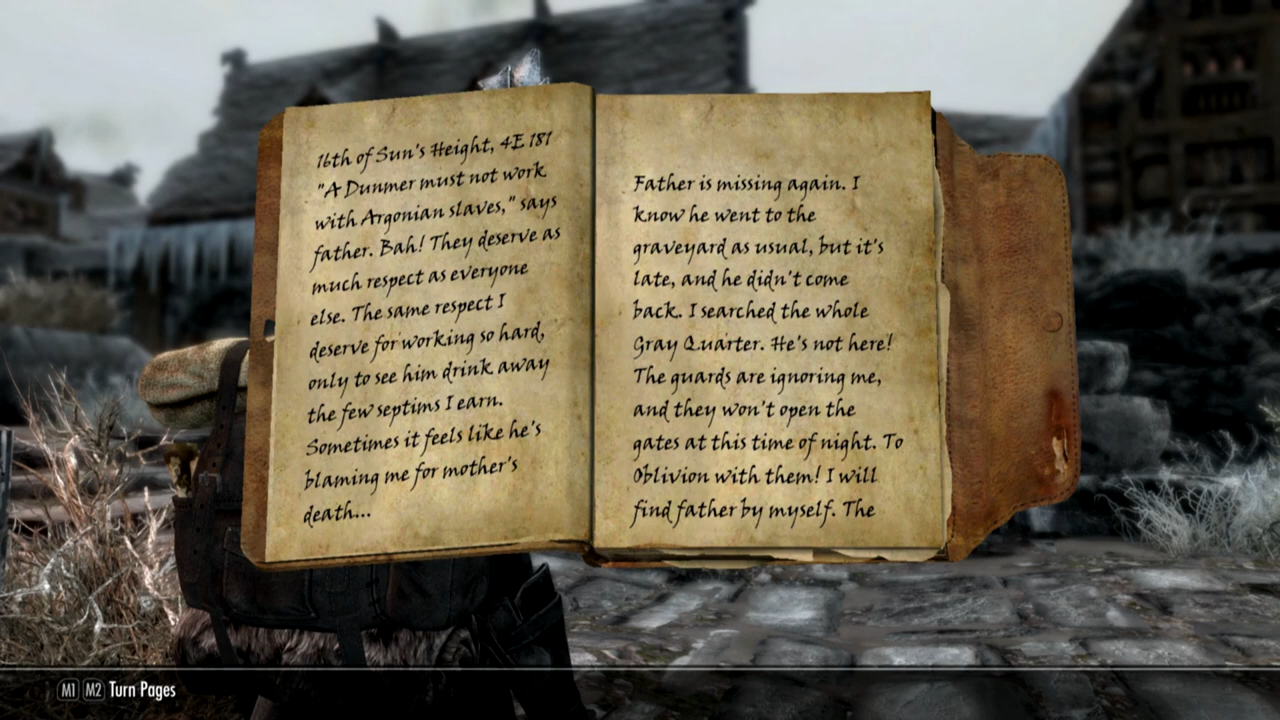 16th of Sun's Height, 4E 181
"A Dunmer must not work
with Argonian slaves," says
father. Bah! They deserve as
much respect as everyone
else. The same respect I
deserve for working so hard,
only to see him drink away
the few septims I earn.
Sometimes it feels like he's
blaming me for mother's
death...
Father is missing again. I
know he went to the
graveyard as usual, but it's
late, and he didn't come
back. I searched the whole
Gray Quarter. He's not here!
The guards are ignoring me,
and they won't open the
gates at this time of night. To
Oblivion with them! I will
find father by myself. The
M1 M2 Turn Pages